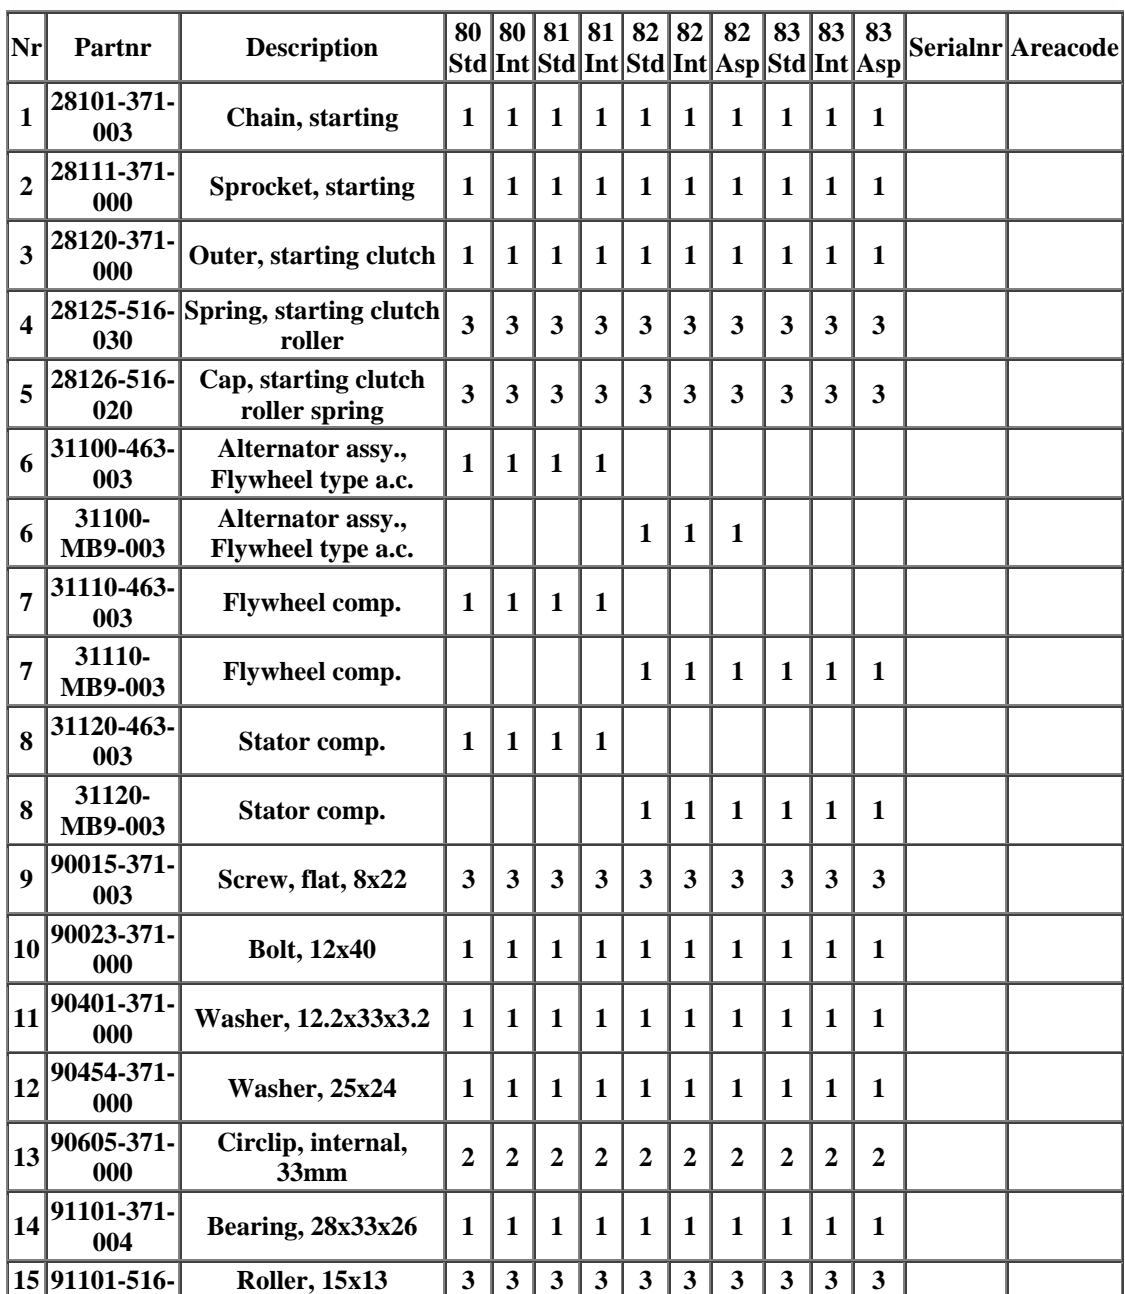 Nr Partnr Description 80 Std 80 Int 81 Std 81 Int 82 Std 82 Int 82 Asp 83 Std 83 Int 83 Asp Serialnr Areacode
1 28101-371-003 Chain, starting 1 1 1 1 1 1 1 1 1 1
2 28111-371-000 Sprocket, starting 1 1 1 1 1 1 1 1 1 1
3 28120-371-000 Outer, starting clutch 1 1 1 1 1 1 1 1 1 1
4 28125-516-030 Spring, starting clutch roller 3 3 3 3 3 3 3 3 3 3
5 28126-516-020 Cap, starting clutch roller spring 3 3 3 3 3 3 3 3 3 3
6 31100-463-003 Alternator assy., Flywheel type a.c. 1 1 1 1
6 31100-MB9-003 Alternator assy., Flywheel type a.c. 1 1 1
7 31110-463-003 Flywheel comp. 1 1 1 1
7 31110-MB9-003 Flywheel comp. 1 1 1 1 1 1
8 31120-463-003 Stator comp. 1 1 1 1
8 31120-MB9-003 Stator comp. 1 1 1 1 1 1
9 90015-371-003 Screw, flat, 8x22 3 3 3 3 3 3 3 3 3 3
10 90023-371-000 Bolt, 12x40 1 1 1 1 1 1 1 1 1 1
11 90401-371-000 Washer, 12.2x33x3.2 1 1 1 1 1 1 1 1 1 1
12 90454-371-000 Washer, 25x24 1 1 1 1 1 1 1 1 1 1
13 90605-371-000 Circlip, internal, 33mm 2 2 2 2 2 2 2 2 2 2
14 91101-371-004 Bearing, 28x33x26 1 1 1 1 1 1 1 1 1 1
15 91101-516- Roller, 15x13 3 3 3 3 3 3 3 3 3 3